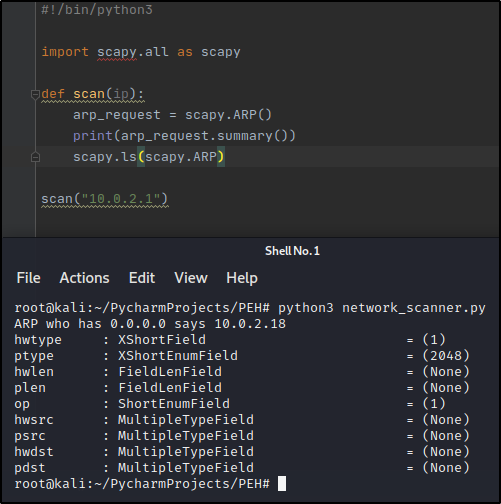 #!/bin/python3
import scapy.all as scapy
def scan(ip):
    arp_request = scapy.ARP()
    print(arp_request.summary())
    scapy.ls(scapy.ARP)
scan("10.0.2.1")
Shell No. 1
File Actions Edit View Help
root@kali:~/PycharmProjects/PEH# python3 network_scanner.py
ARP who has 0.0.0.0 says 10.0.2.18
hwtype     : XShortField                         = (1)
ptype      : XShortEnumField                     = (2048)
hwlen      : FieldLenField                       = (None)
plen       : FieldLenField                       = (None)
op         : ShortEnumField                      = (1)
hwsrc      : MultipleTypeField                   = (None)
psrc       : MultipleTypeField                   = (None)
hwdst      : MultipleTypeField                   = (None)
pdst       : MultipleTypeField                   = (None)
root@kali:~/PycharmProjects/PEH#